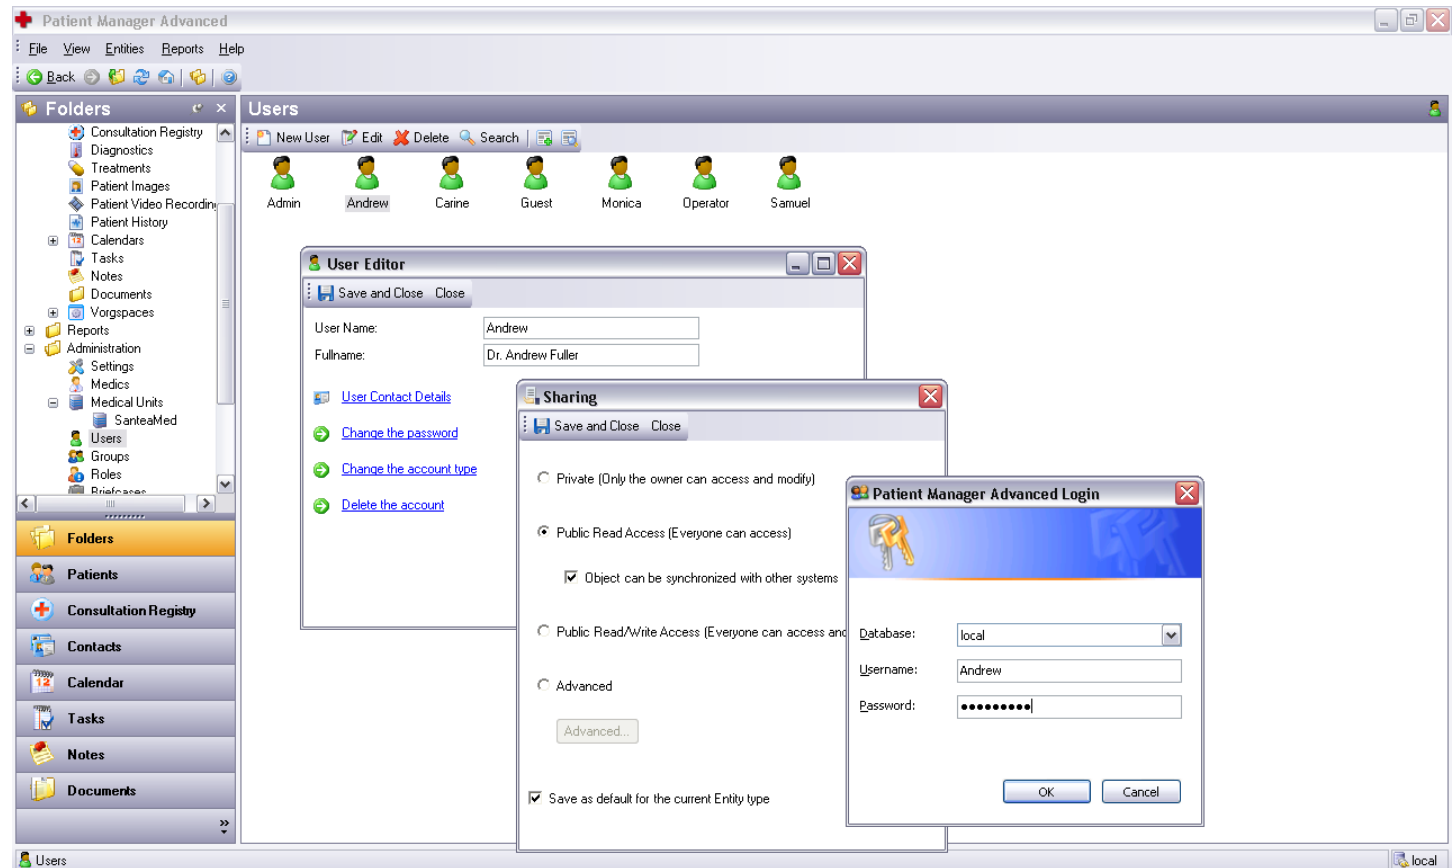 Patient Manager Advanced
File View Entities Reports Help
Back
Folders
Consultation Registry
Diagnostics
Treatments
Patient Images
Patient Video Recording
Patient History
Calendars
Tasks
Notes
Documents
Vorgspaces
Reports
Administration
Settings
Medics
Medical Units
SanteaMed
Users
Groups
Roles
Briefcases
Folders
Patients
Consultation Registry
Contacts
12
Calendar
Tasks
Notes
Documents
Users
New User Edit Delete Search
Admin Andrew Carine Guest Monica Operator Samuel
User Editor
Save and Close Close
User Name: Andrew
Fullname: Dr. Andrew Fuller
User Contact Details
Change the password
Change the account type
Delete the account
Sharing
Save and Close Close
Private (Only the owner can access and modify)
Public Read Access (Everyone can access)
Object can be synchronized with other systems
Public Read/Write Access (Everyone can access and
Advanced
Advanced...
Save as default for the current Entity type
Patient Manager Advanced Login
Database: local
Username: Andrew
Password: •••••••••
OK Cancel
Users
local